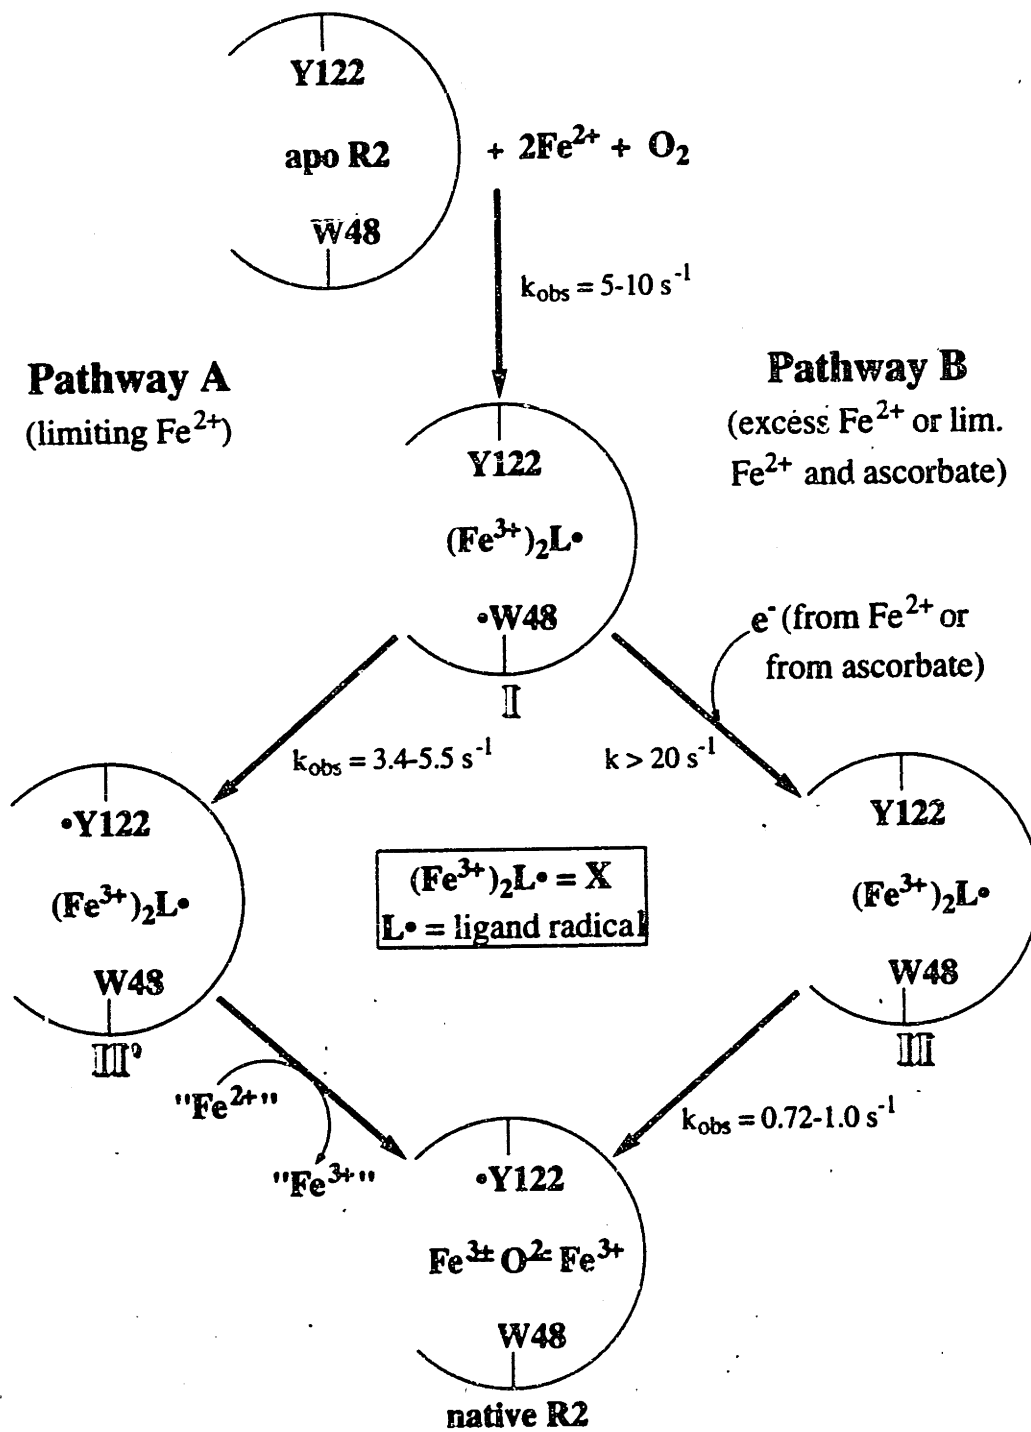 Y122
apo R2
W48
+ 2Fe²⁺ + O₂
k_obs = 5-10 s⁻¹
Pathway A
(limiting Fe²⁺)
Pathway B
(excess Fe²⁺ or lim.
Fe²⁺ and ascorbate)
Y122
(Fe³⁺)₂L•
•W48
II
e⁻ (from Fe²⁺ or
from ascorbate)
k_obs = 3.4-5.5 s⁻¹
k > 20 s⁻¹
•Y122
(Fe³⁺)₂L•
W48
III'
(Fe³⁺)₂L• = X
L• = ligand radical
Y122
(Fe³⁺)₂L•
W48
III
"Fe²⁺"
"Fe³⁺"
k_obs = 0.72-1.0 s⁻¹
•Y122
Fe³⁺ O²⁻ Fe³⁺
W48
native R2